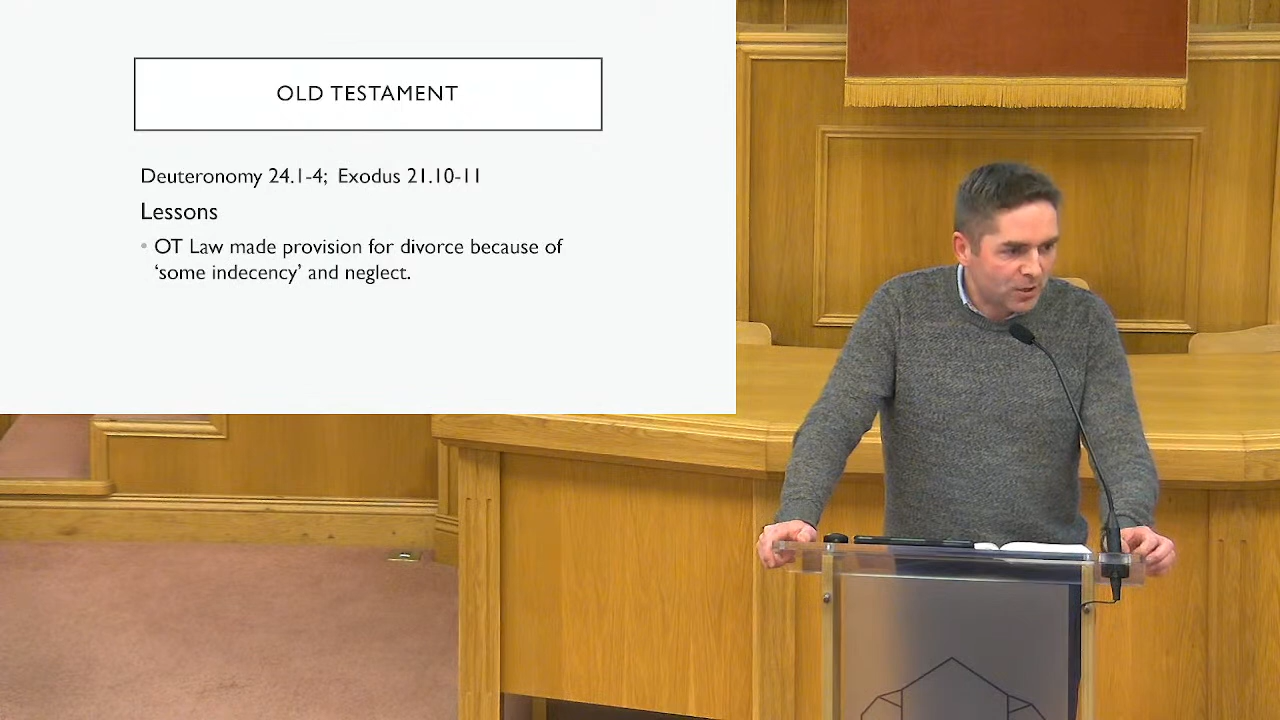 OLD TESTAMENT
Deuteronomy 24.1-4; Exodus 21.10-11
Lessons
• OT Law made provision for divorce because of
‘some indecency’ and neglect.